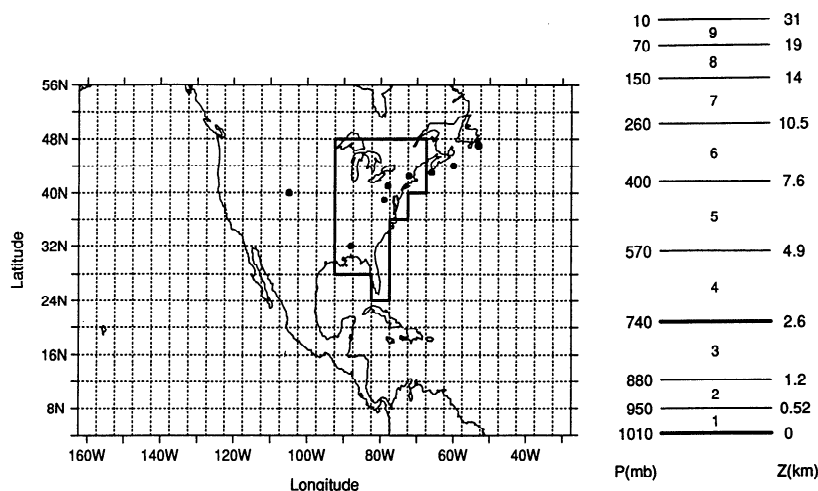 56N
48N
40N
32N
24N
16N
8N
Latitude
160W 140W 120W 100W 80W 60W 40W
Longitude
10 31
9
70 19
8
150 14
7
260 10.5
6
400 7.6
5
570 4.9
4
740 2.6
3
880 1.2
2
950 0.52
1
1010 0
P(mb) Z(km)